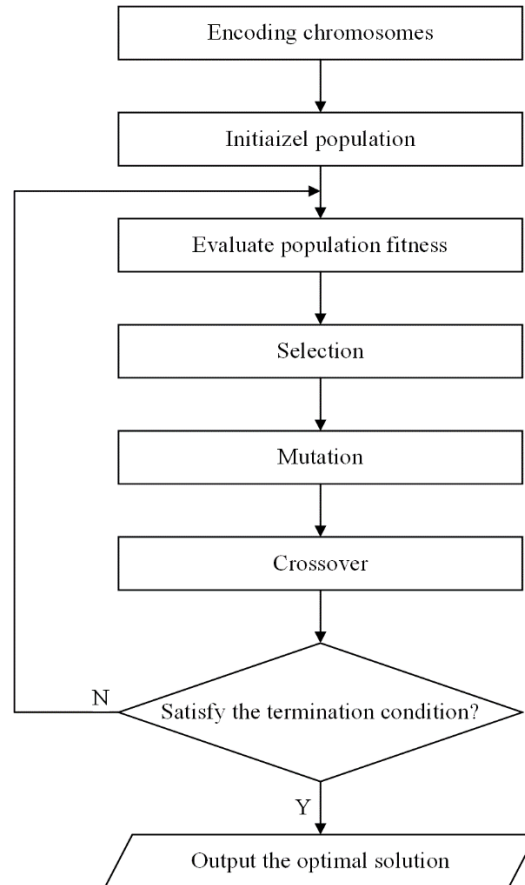 Encoding chromosomes
Initiaizel population
Evaluate population fitness
Selection
Mutation
Crossover
N
Satisfy the termination condition?
Y
Output the optimal solution